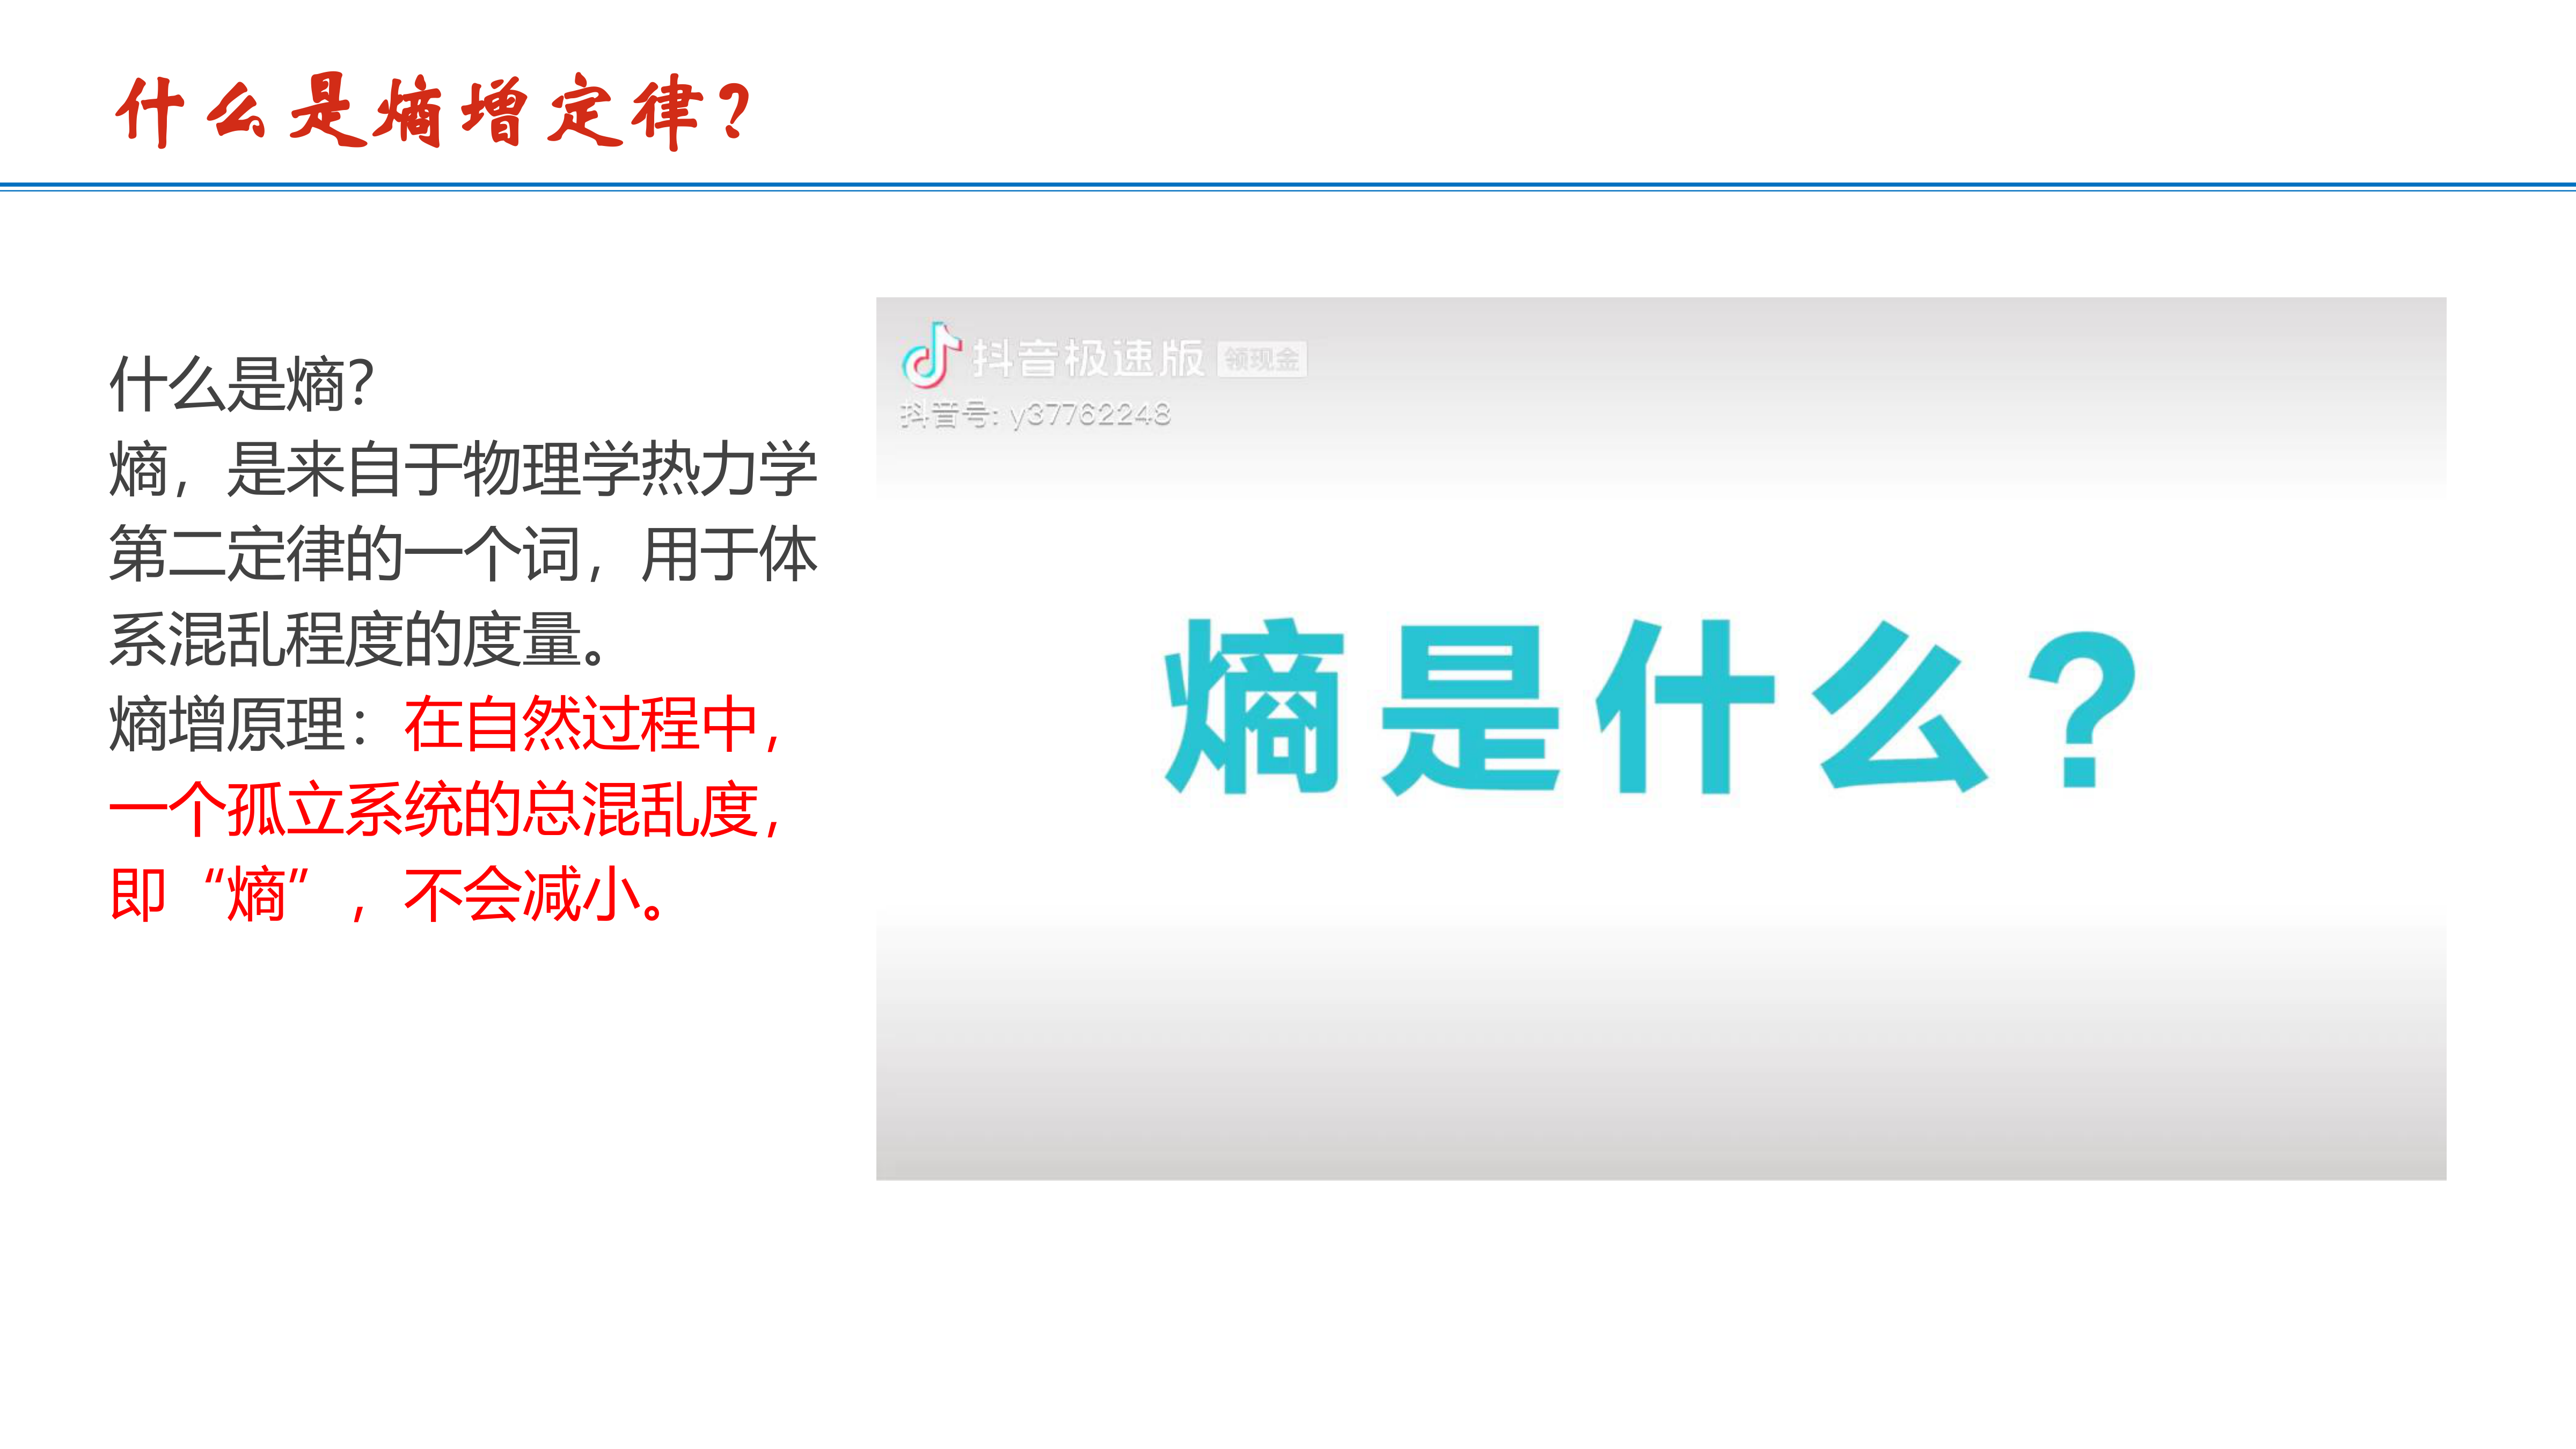 什么是熵增定律？
什么是熵？
熵，是来自于物理学热力学
第二定律的一个词，用于体
系混乱程度的度量。
熵增原理：在自然过程中，
一个孤立系统的总混乱度，
即“熵”，不会减小。
抖音极速版 领现金
抖音号: y37762248
熵是什么?